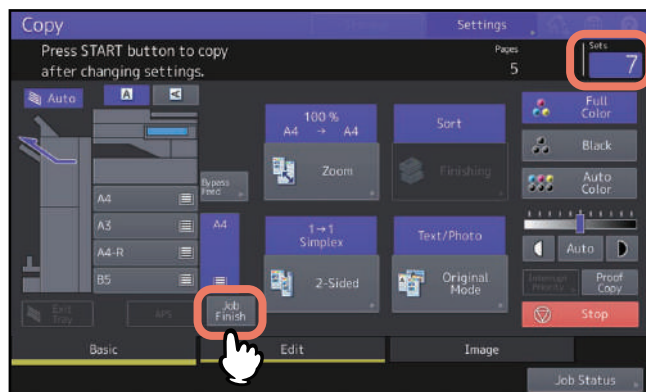 Copy
Settings
Press START button to copy
after changing settings.
Pages
5
Sets
7
Auto
A
A
100 %
A4 → A4
Zoom
Sort
Finishing
Full
Color
Black
Auto
Color
Bypass
Feed
A4
A3
A4-R
B5
A4
1→1
Simplex
2-Sided
Text/Photo
Original
Mode
Auto
Interrupt
Proof
Copy
Exit
Tray
APS
Job
Finish
Stop
Basic
Edit
Image
Job Status